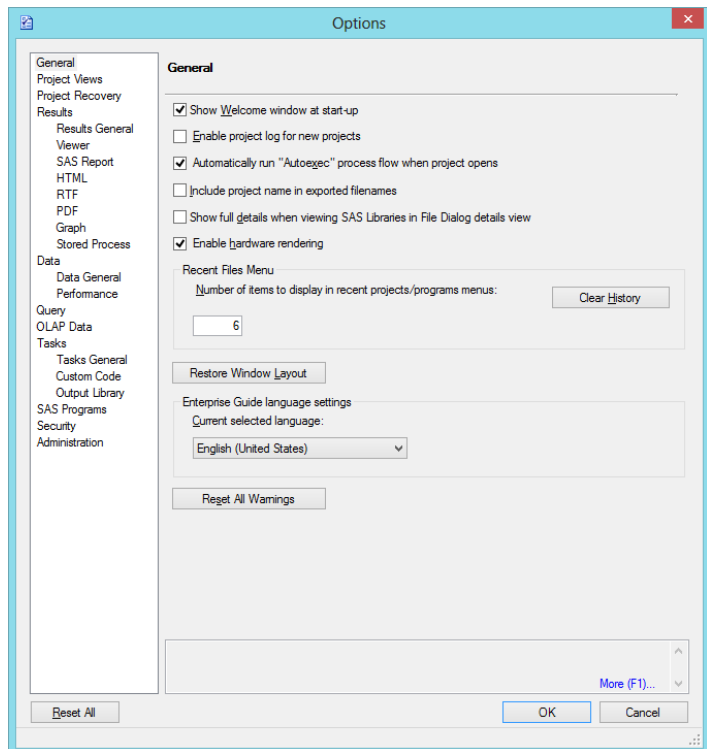 Options
General
Project Views
Project Recovery
Results
Results General
Viewer
SAS Report
HTML
RTF
PDF
Graph
Stored Process
Data
Data General
Performance
Query
OLAP Data
Tasks
Tasks General
Custom Code
Output Library
SAS Programs
Security
Administration
General
Show Welcome window at start-up
Enable project log for new projects
Automatically run "Autoexec" process flow when project opens
Include project name in exported filenames
Show full details when viewing SAS Libraries in File Dialog details view
Enable hardware rendering
Recent Files Menu
Number of items to display in recent projects/programs menus:
Clear History
6
Restore Window Layout
Enterprise Guide language settings
Current selected language:
English (United States)
Reset All Warnings
More (F1)...
Reset All
OK
Cancel